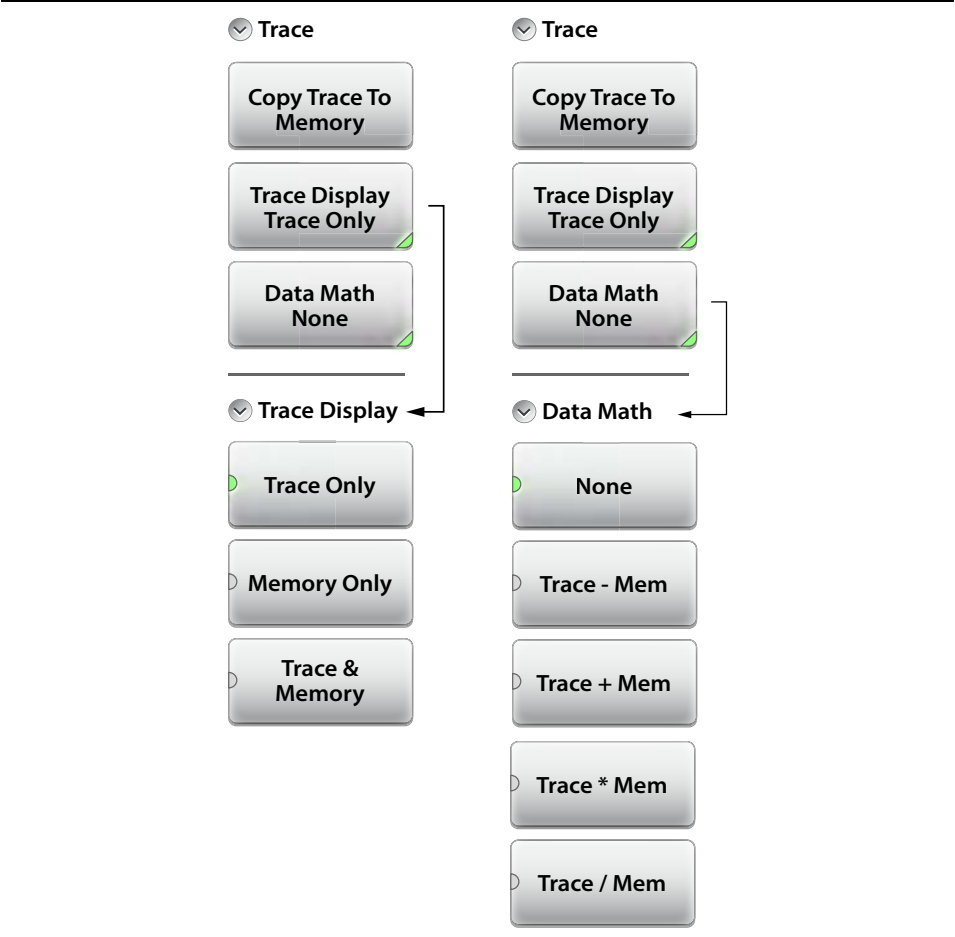 Trace
Copy Trace To
Memory
Trace Display
Trace Only
Data Math
None
Trace Display
Trace Only
Memory Only
Trace &
Memory
Trace
Copy Trace To
Memory
Trace Display
Trace Only
Data Math
None
Data Math
None
Trace - Mem
Trace + Mem
Trace * Mem
Trace / Mem